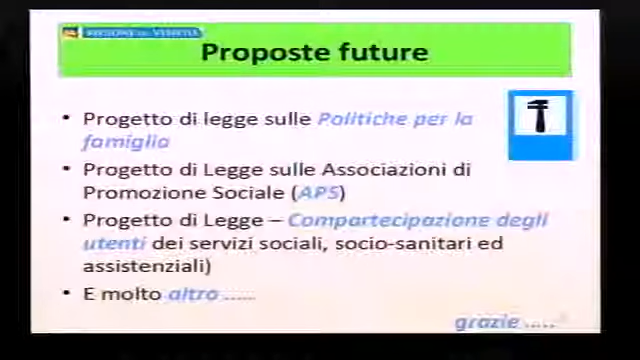 REGIONE DEL VENETO
Proposte future
• Progetto di legge sulle Politiche per la
famiglia
• Progetto di Legge sulle Associazioni di
Promozione Sociale (APS)
• Progetto di Legge – Compartecipazione degli
utenti dei servizi sociali, socio-sanitari ed
assistenziali)
• E molto altro ......
grazie .....